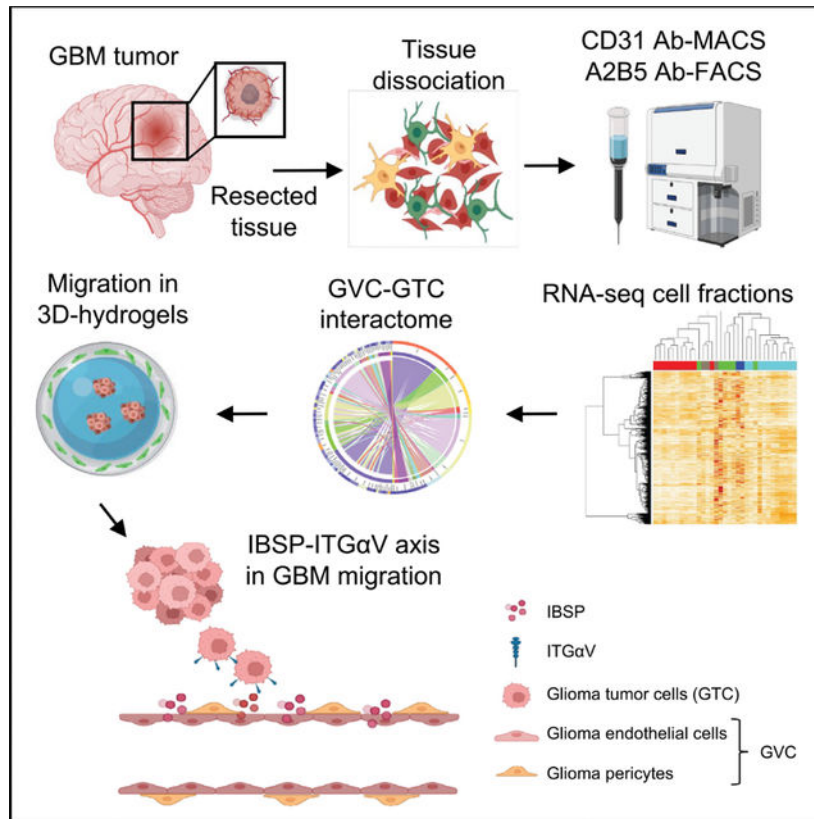 GBM tumor
Resected
tissue
Tissue
dissociation
CD31 Ab-MACS
A2B5 Ab-FACS
Migration in
3D-hydrogels
GVC-GTC
interactome
RNA-seq cell fractions
IBSP-ITGαV axis
in GBM migration
IBSP
ITGαV
Glioma tumor cells (GTC)
Glioma endothelial cells
GVC
Glioma pericytes